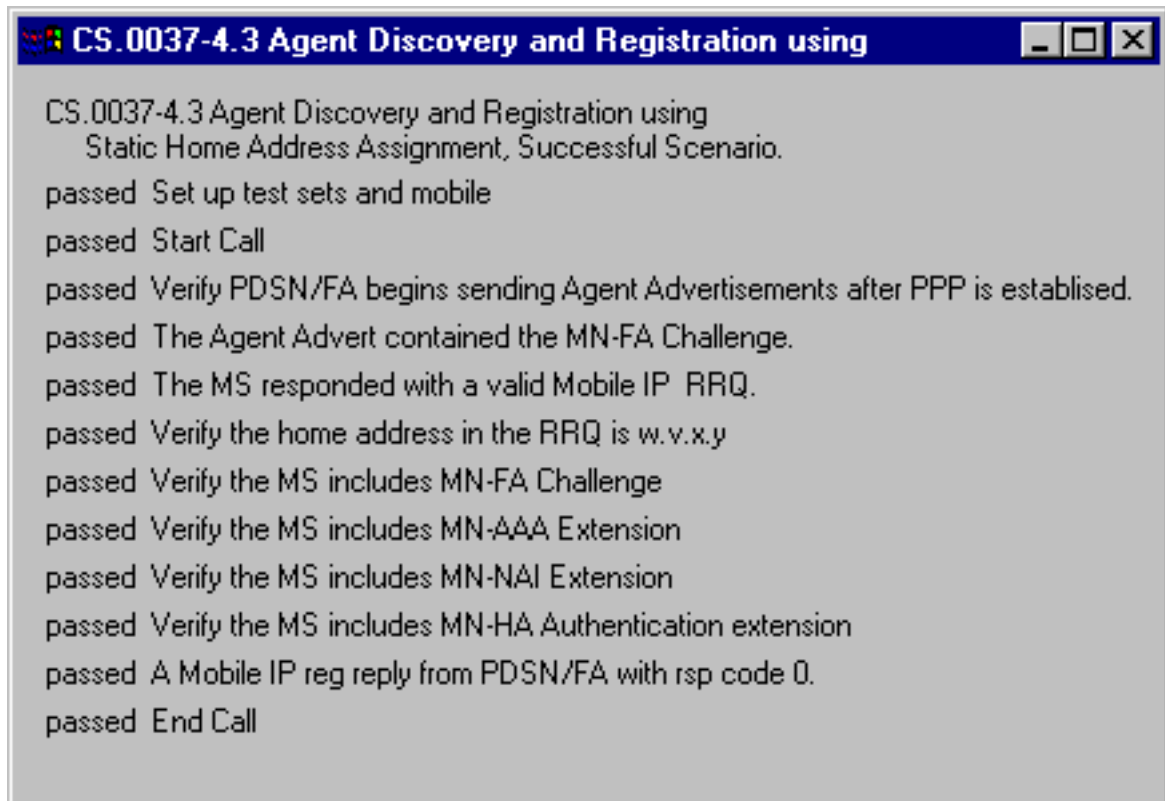 CS.0037-4.3 Agent Discovery and Registration using
CS.0037-4.3 Agent Discovery and Registration using
Static Home Address Assignment, Successful Scenario.
passed Set up test sets and mobile
passed Start Call
passed Verify PDSN/FA begins sending Agent Advertisements after PPP is establised.
passed The Agent Advert contained the MN-FA Challenge.
passed The MS responded with a valid Mobile IP RRQ.
passed Verify the home address in the RRQ is w.v.x.y
passed Verify the MS includes MN-FA Challenge
passed Verify the MS includes MN-AAA Extension
passed Verify the MS includes MN-NAI Extension
passed Verify the MS includes MN-HA Authentication extension
passed A Mobile IP reg reply from PDSN/FA with rsp code 0.
passed End Call